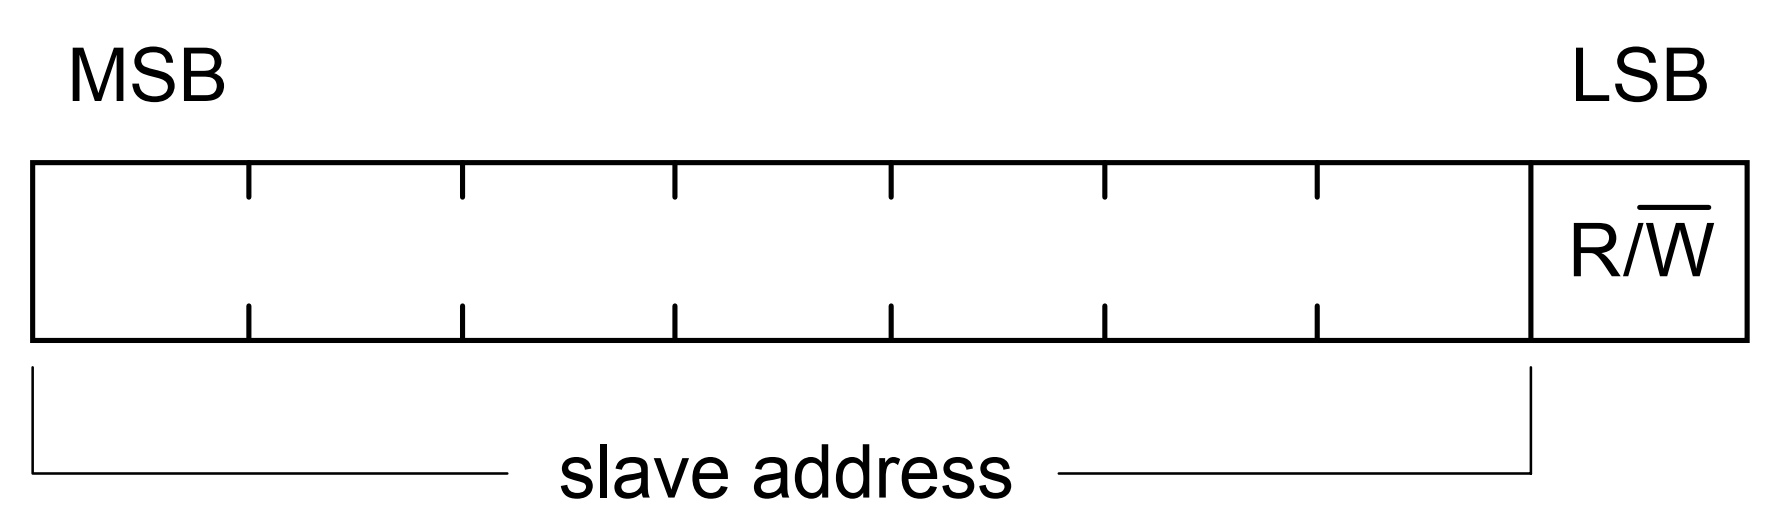 MSB LSB
R/W̅
slave address